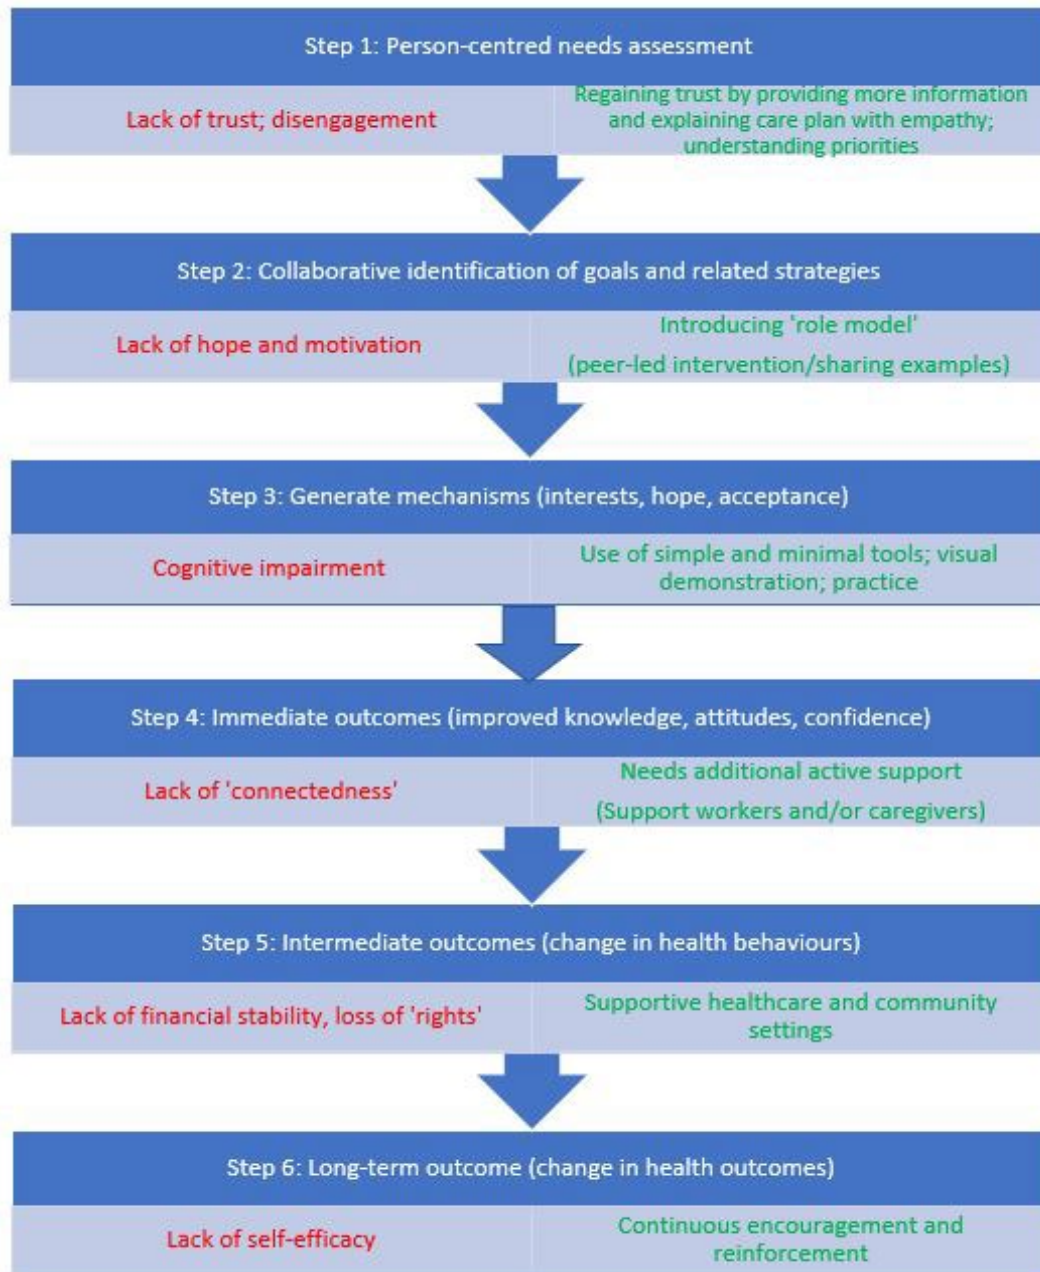 Step 1: Person-centred needs assessment
Lack of trust; disengagement
Regaining trust by providing more information
and explaining care plan with empathy;
understanding priorities
Step 2: Collaborative identification of goals and related strategies
Lack of hope and motivation
Introducing 'role model'
(peer-led intervention/sharing examples)
Step 3: Generate mechanisms (interests, hope, acceptance)
Cognitive impairment
Use of simple and minimal tools; visual
demonstration; practice
Step 4: Immediate outcomes (improved knowledge, attitudes, confidence)
Lack of 'connectedness'
Needs additional active support
(Support workers and/or caregivers)
Step 5: Intermediate outcomes (change in health behaviours)
Lack of financial stability, loss of 'rights'
Supportive healthcare and community
settings
Step 6: Long-term outcome (change in health outcomes)
Lack of self-efficacy
Continuous encouragement and
reinforcement